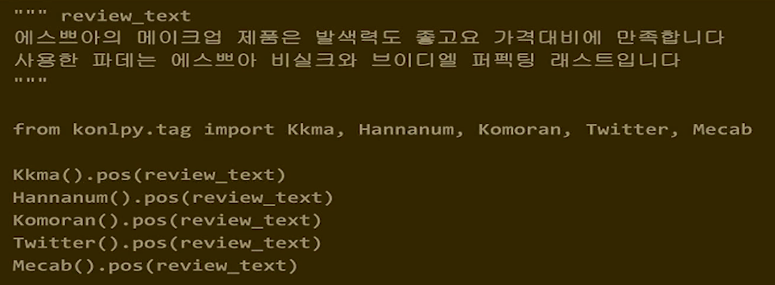 """ review_text
에스쁘아의 메이크업 제품은 발색력도 좋고요 가격대비에 만족합니다
사용한 파데는 에스쁘아 비실크와 브이디엘 퍼펙팅 래스트입니다
"""
from konlpy.tag import Kkma, Hannanum, Komoran, Twitter, Mecab
Kkma().pos(review_text)
Hannanum().pos(review_text)
Komoran().pos(review_text)
Twitter().pos(review_text)
Mecab().pos(review_text)